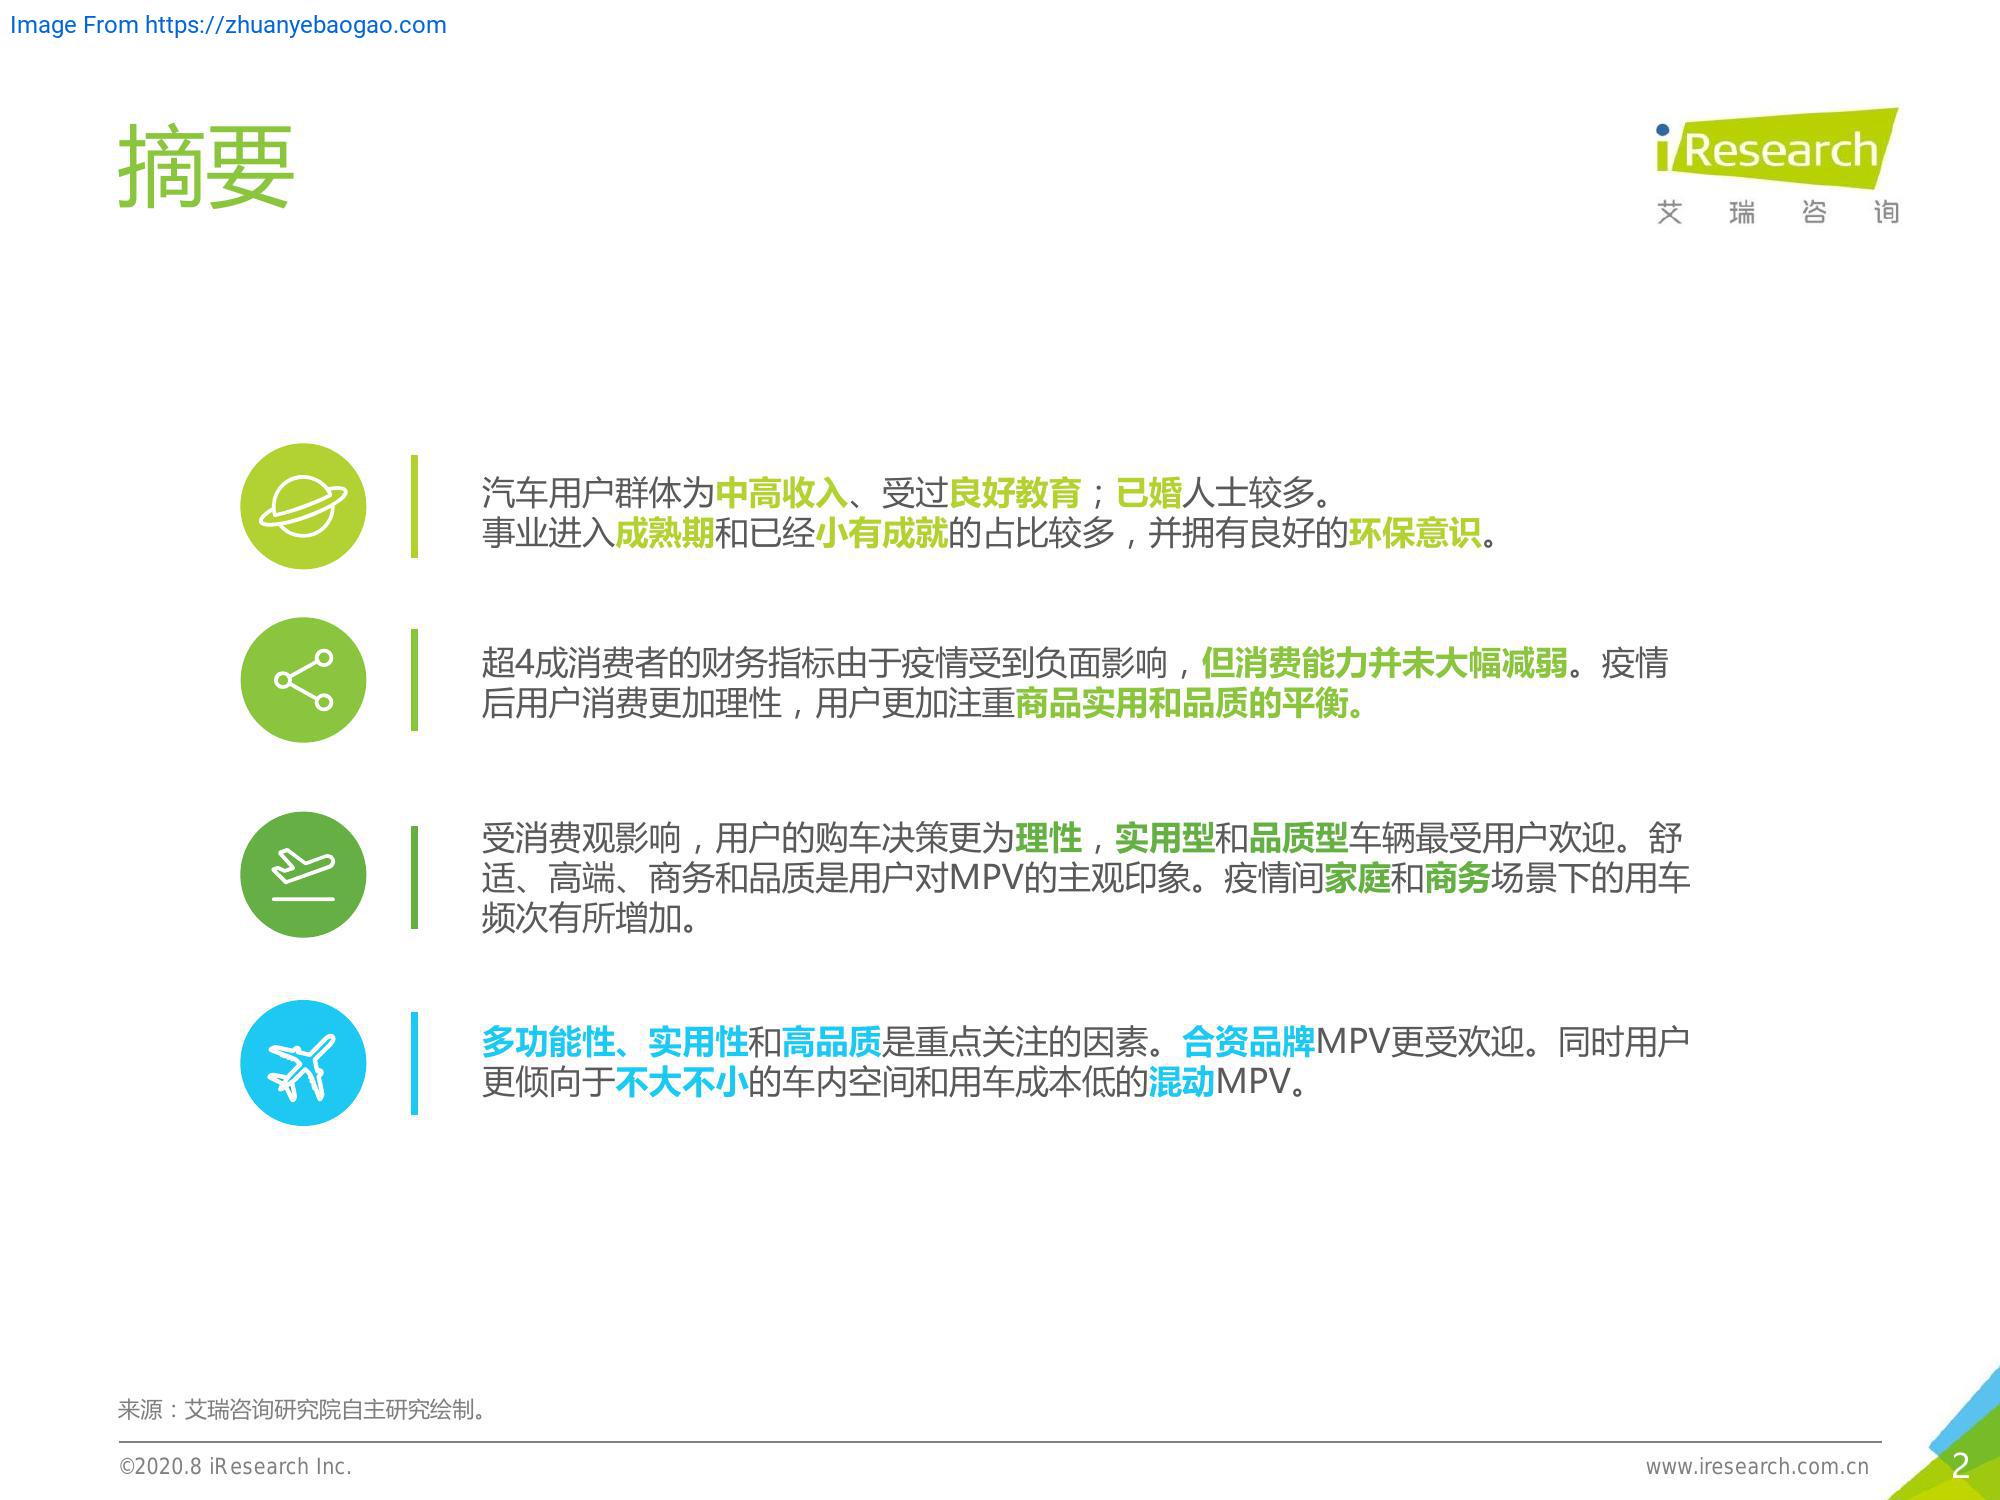 Image From https://zhuanyebaogao.com
摘要
iResearch
艾瑞咨询
汽车用户群体为中高收入、受过良好教育；已婚人士较多。
事业进入成熟期和已经小有成就的占比较多，并拥有良好的环保意识。
超4成消费者的财务指标由于疫情受到负面影响，但消费能力并未大幅减弱。疫情
后用户消费更加理性，用户更加注重商品实用和品质的平衡。
受消费观影响，用户的购车决策更为理性，实用型和品质型车辆最受用户欢迎。舒
适、高端、商务和品质是用户对MPV的主观印象。疫情间家庭和商务场景下的用车
频次有所增加。
多功能性、实用性和高品质是重点关注的因素。合资品牌MPV更受欢迎。同时用户
更倾向于不大不小的车内空间和用车成本低的混动MPV。
来源：艾瑞咨询研究院自主研究绘制。
©2020.8 iResearch Inc.
www.iresearch.com.cn
2